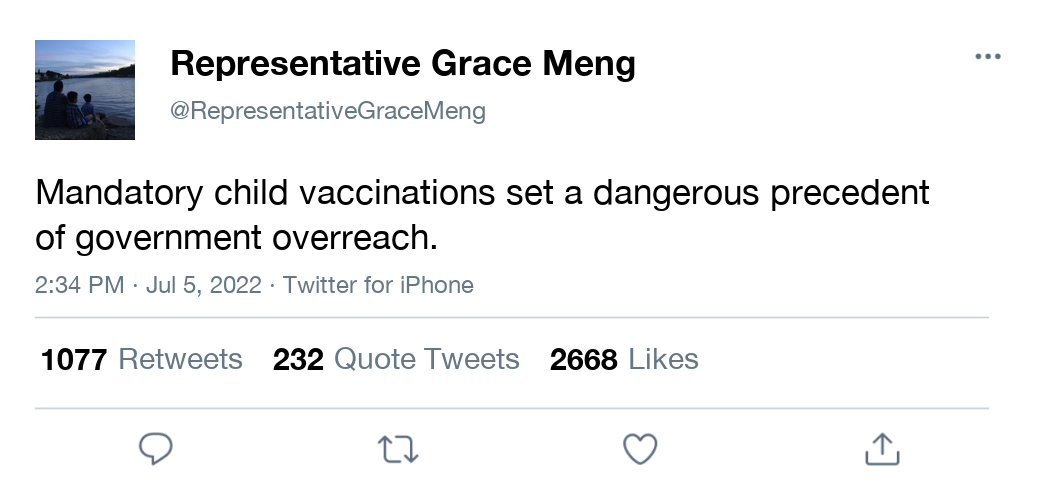 Representative Grace Meng
@RepresentativeGraceMeng
Mandatory child vaccinations set a dangerous precedent
of government overreach.
2:34 PM · Jul 5, 2022 · Twitter for iPhone
1077 Retweets 232 Quote Tweets 2668 Likes